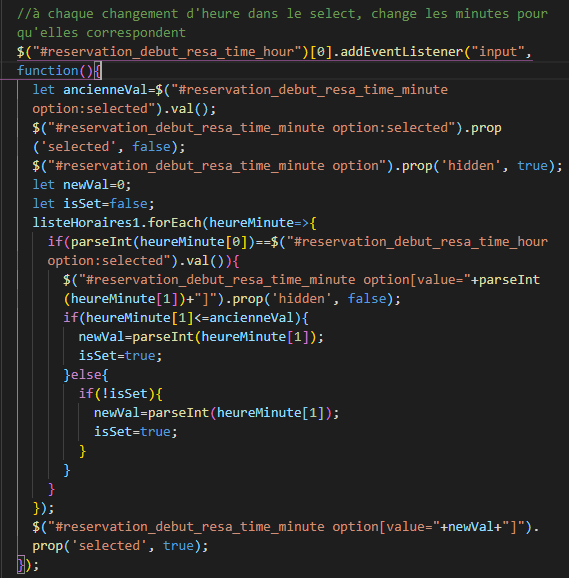 //à chaque changement d'heure dans le select, change les minutes pour
qu'elles correspondent
$("#reservation_debut_resa_time_hour")[0].addEventListener("input",
function(){
let ancienneVal=$("#reservation_debut_resa_time_minute
option:selected").val();
$("#reservation_debut_resa_time_minute option:selected").prop
('selected', false);
$("#reservation_debut_resa_time_minute option").prop('hidden', true);
let newVal=0;
let isSet=false;
listeHoraires1.forEach(heureMinute=>{
if(parseInt(heureMinute[0])==$("#reservation_debut_resa_time_hour
option:selected").val()){
$("#reservation_debut_resa_time_minute option[value="+parseInt
(heureMinute[1])+"]").prop('hidden', false);
if(heureMinute[1]<=ancienneVal){
newVal=parseInt(heureMinute[1]);
isSet=true;
}else{
if(!isSet){
newVal=parseInt(heureMinute[1]);
isSet=true;
}
}
}
});
$("#reservation_debut_resa_time_minute option[value="+newVal+"]").
prop('selected', true);
});